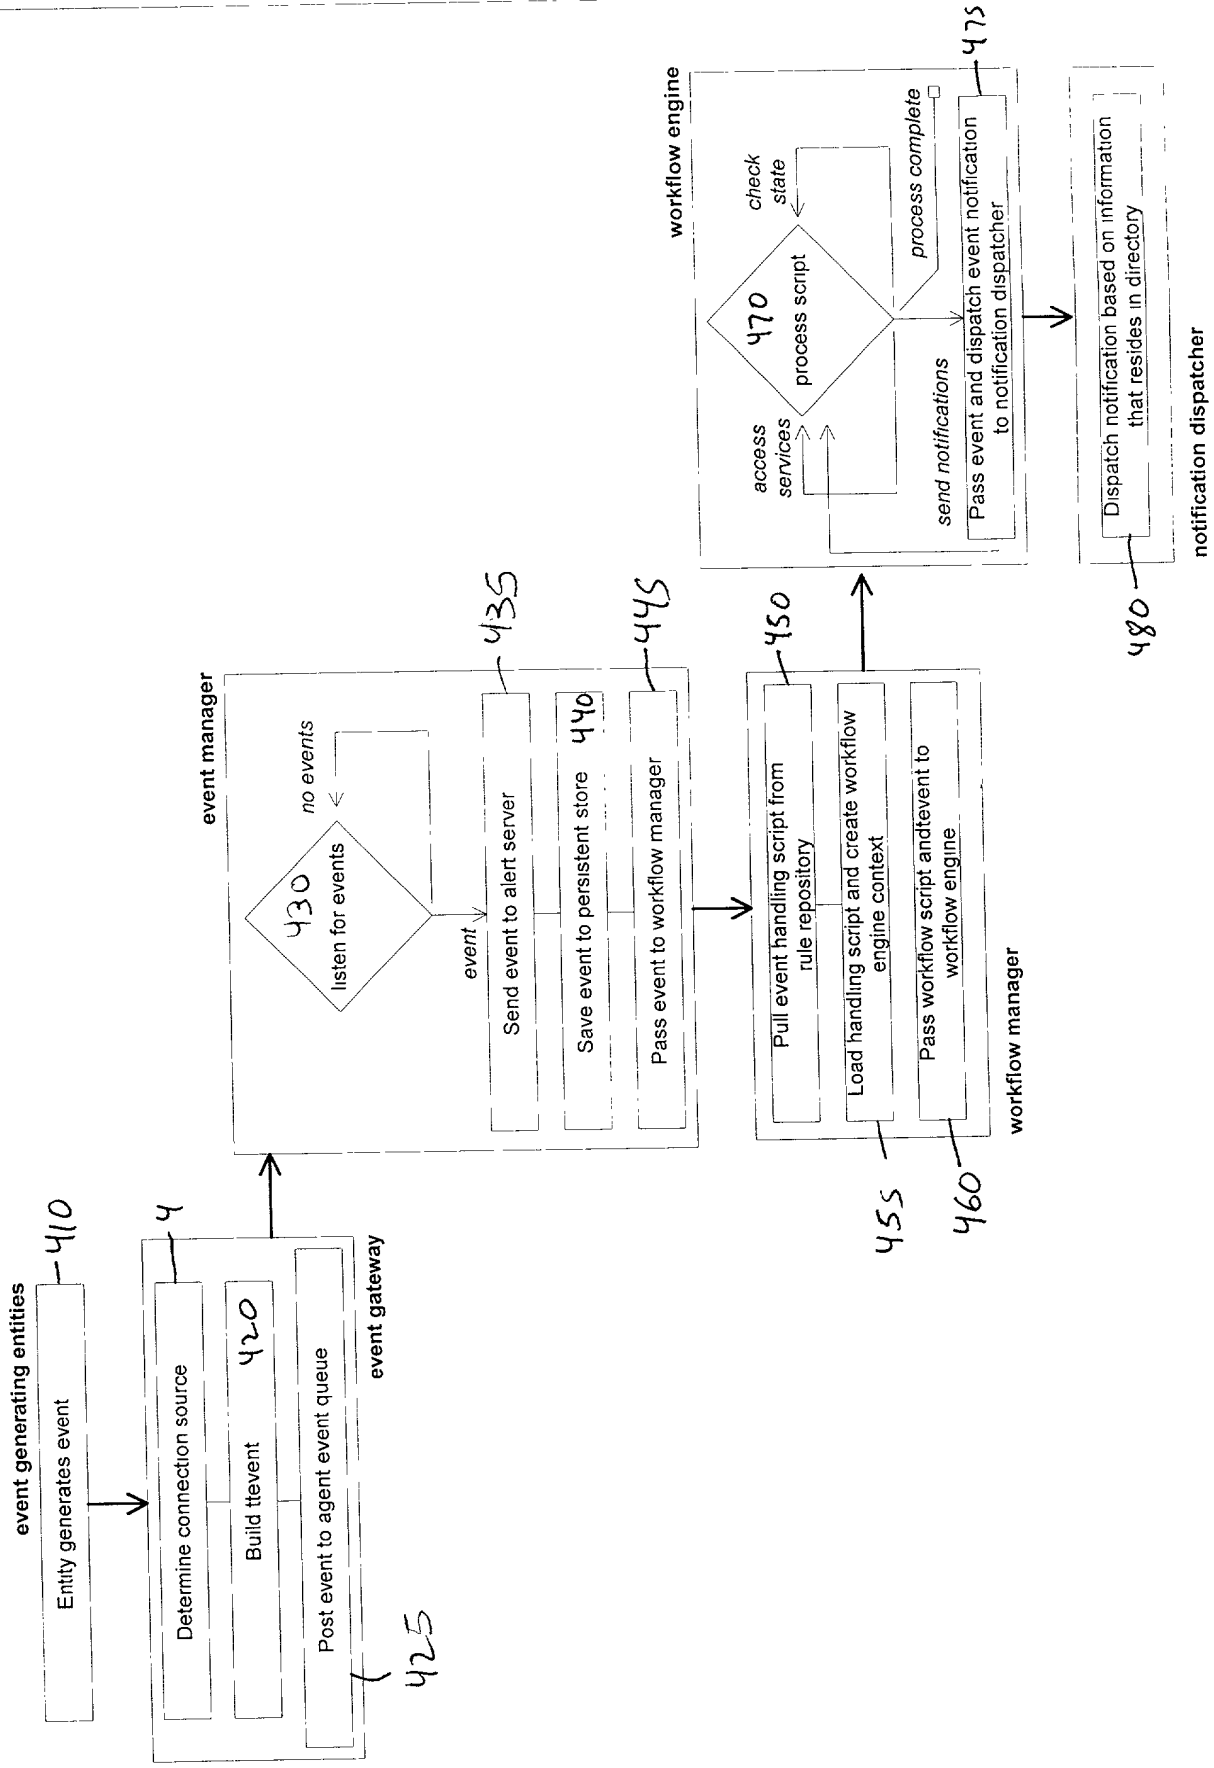 event generating entities
Entity generates event
410
4
Determine connection source
Build ttevent
420
Post event to agent event queue
425
event gateway
event manager
430
listen for events
no events
event
Send event to alert server
435
Save event to persistent store
440
Pass event to workflow manager
445
Pull event handling script from
rule repository
450
Load handling script and create workflow
engine context
455
Pass workflow script andtevent to
workflow engine
460
workflow manager
workflow engine
check
state
470
process script
access
services
process complete
send notifications
Pass event and dispatch event notification
to notification dispatcher
475
Dispatch notification based on information
that resides in directory
480
notification dispatcher